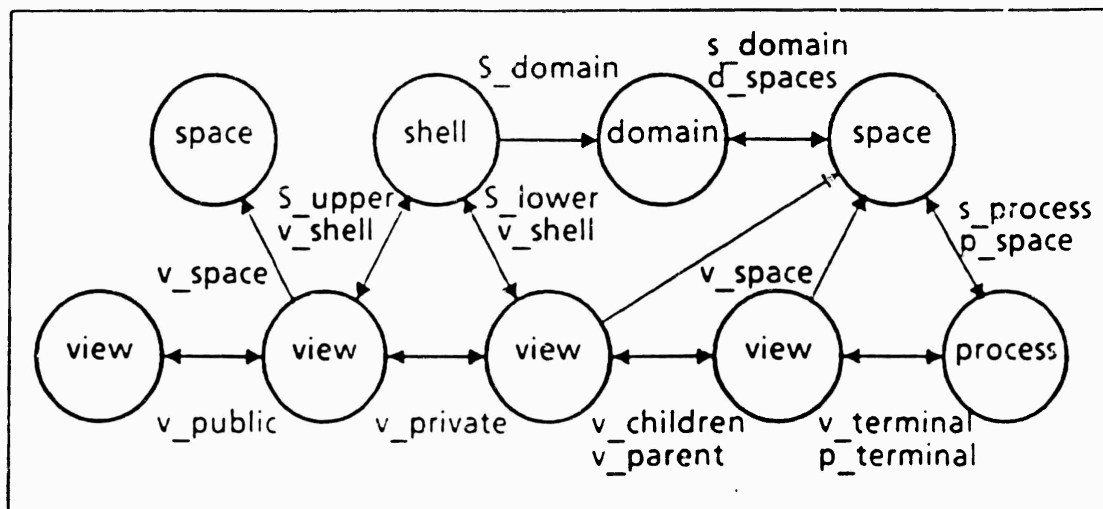 s_domain
S_domain
d_spaces
space
shell
domain
space
S_upper
S_lower
v_shell
v_shell
s_process
p_space
v_space
v_space
view
view
view
view
process
v_public
v_private
v_children
v_terminal
v_parent
p_terminal